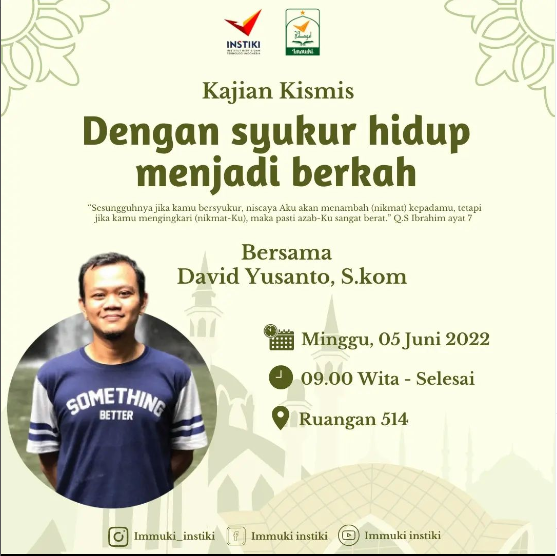 INSTIKI
Immuki
Kajian Kismis
Dengan syukur hidup
menjadi berkah
“Sesungguhnya jika kamu bersyukur, niscaya Aku akan menambah (nikmat) kepadamu, tetapi
jika kamu mengingkari (nikmat-Ku), maka pasti azab-Ku sangat berat.” Q.S Ibrahim ayat 7
Bersama
David Yusanto, S.kom
SOMETHING
BETTER
Minggu, 05 Juni 2022
09.00 Wita - Selesai
Ruangan 514
Immuki_instiki
Immuki instiki
Immuki instiki